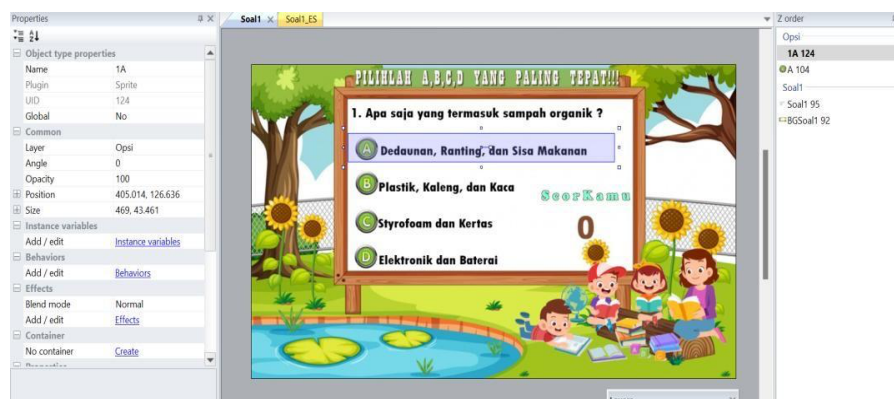 Properties
Soal1
Soal1_ES
Z order
Object type properties
Name 1A
Plugin Sprite
UID 124
Global No
Common
Layer Opsi
Angle 0
Opacity 100
Position 405.014, 126.636
Size 469, 43.461
Instance variables
Add / edit Instance variables
Behaviors
Add / edit Behaviors
Effects
Blend mode Normal
Add / edit Effects
Container
No container Create
PILIHLAH A,B,C,D YANG PALING TEPAT!!!
1. Apa saja yang termasuk sampah organik ?
A Dedaunan, Ranting, dan Sisa Makanan
B Plastik, Kaleng, dan Kaca
ScorKamu
C Styrofoam dan Kertas
0
D Elektronik dan Baterai
Opsi
1A 124
A 104
Soal1
Soal1 95
BGSoal1 92